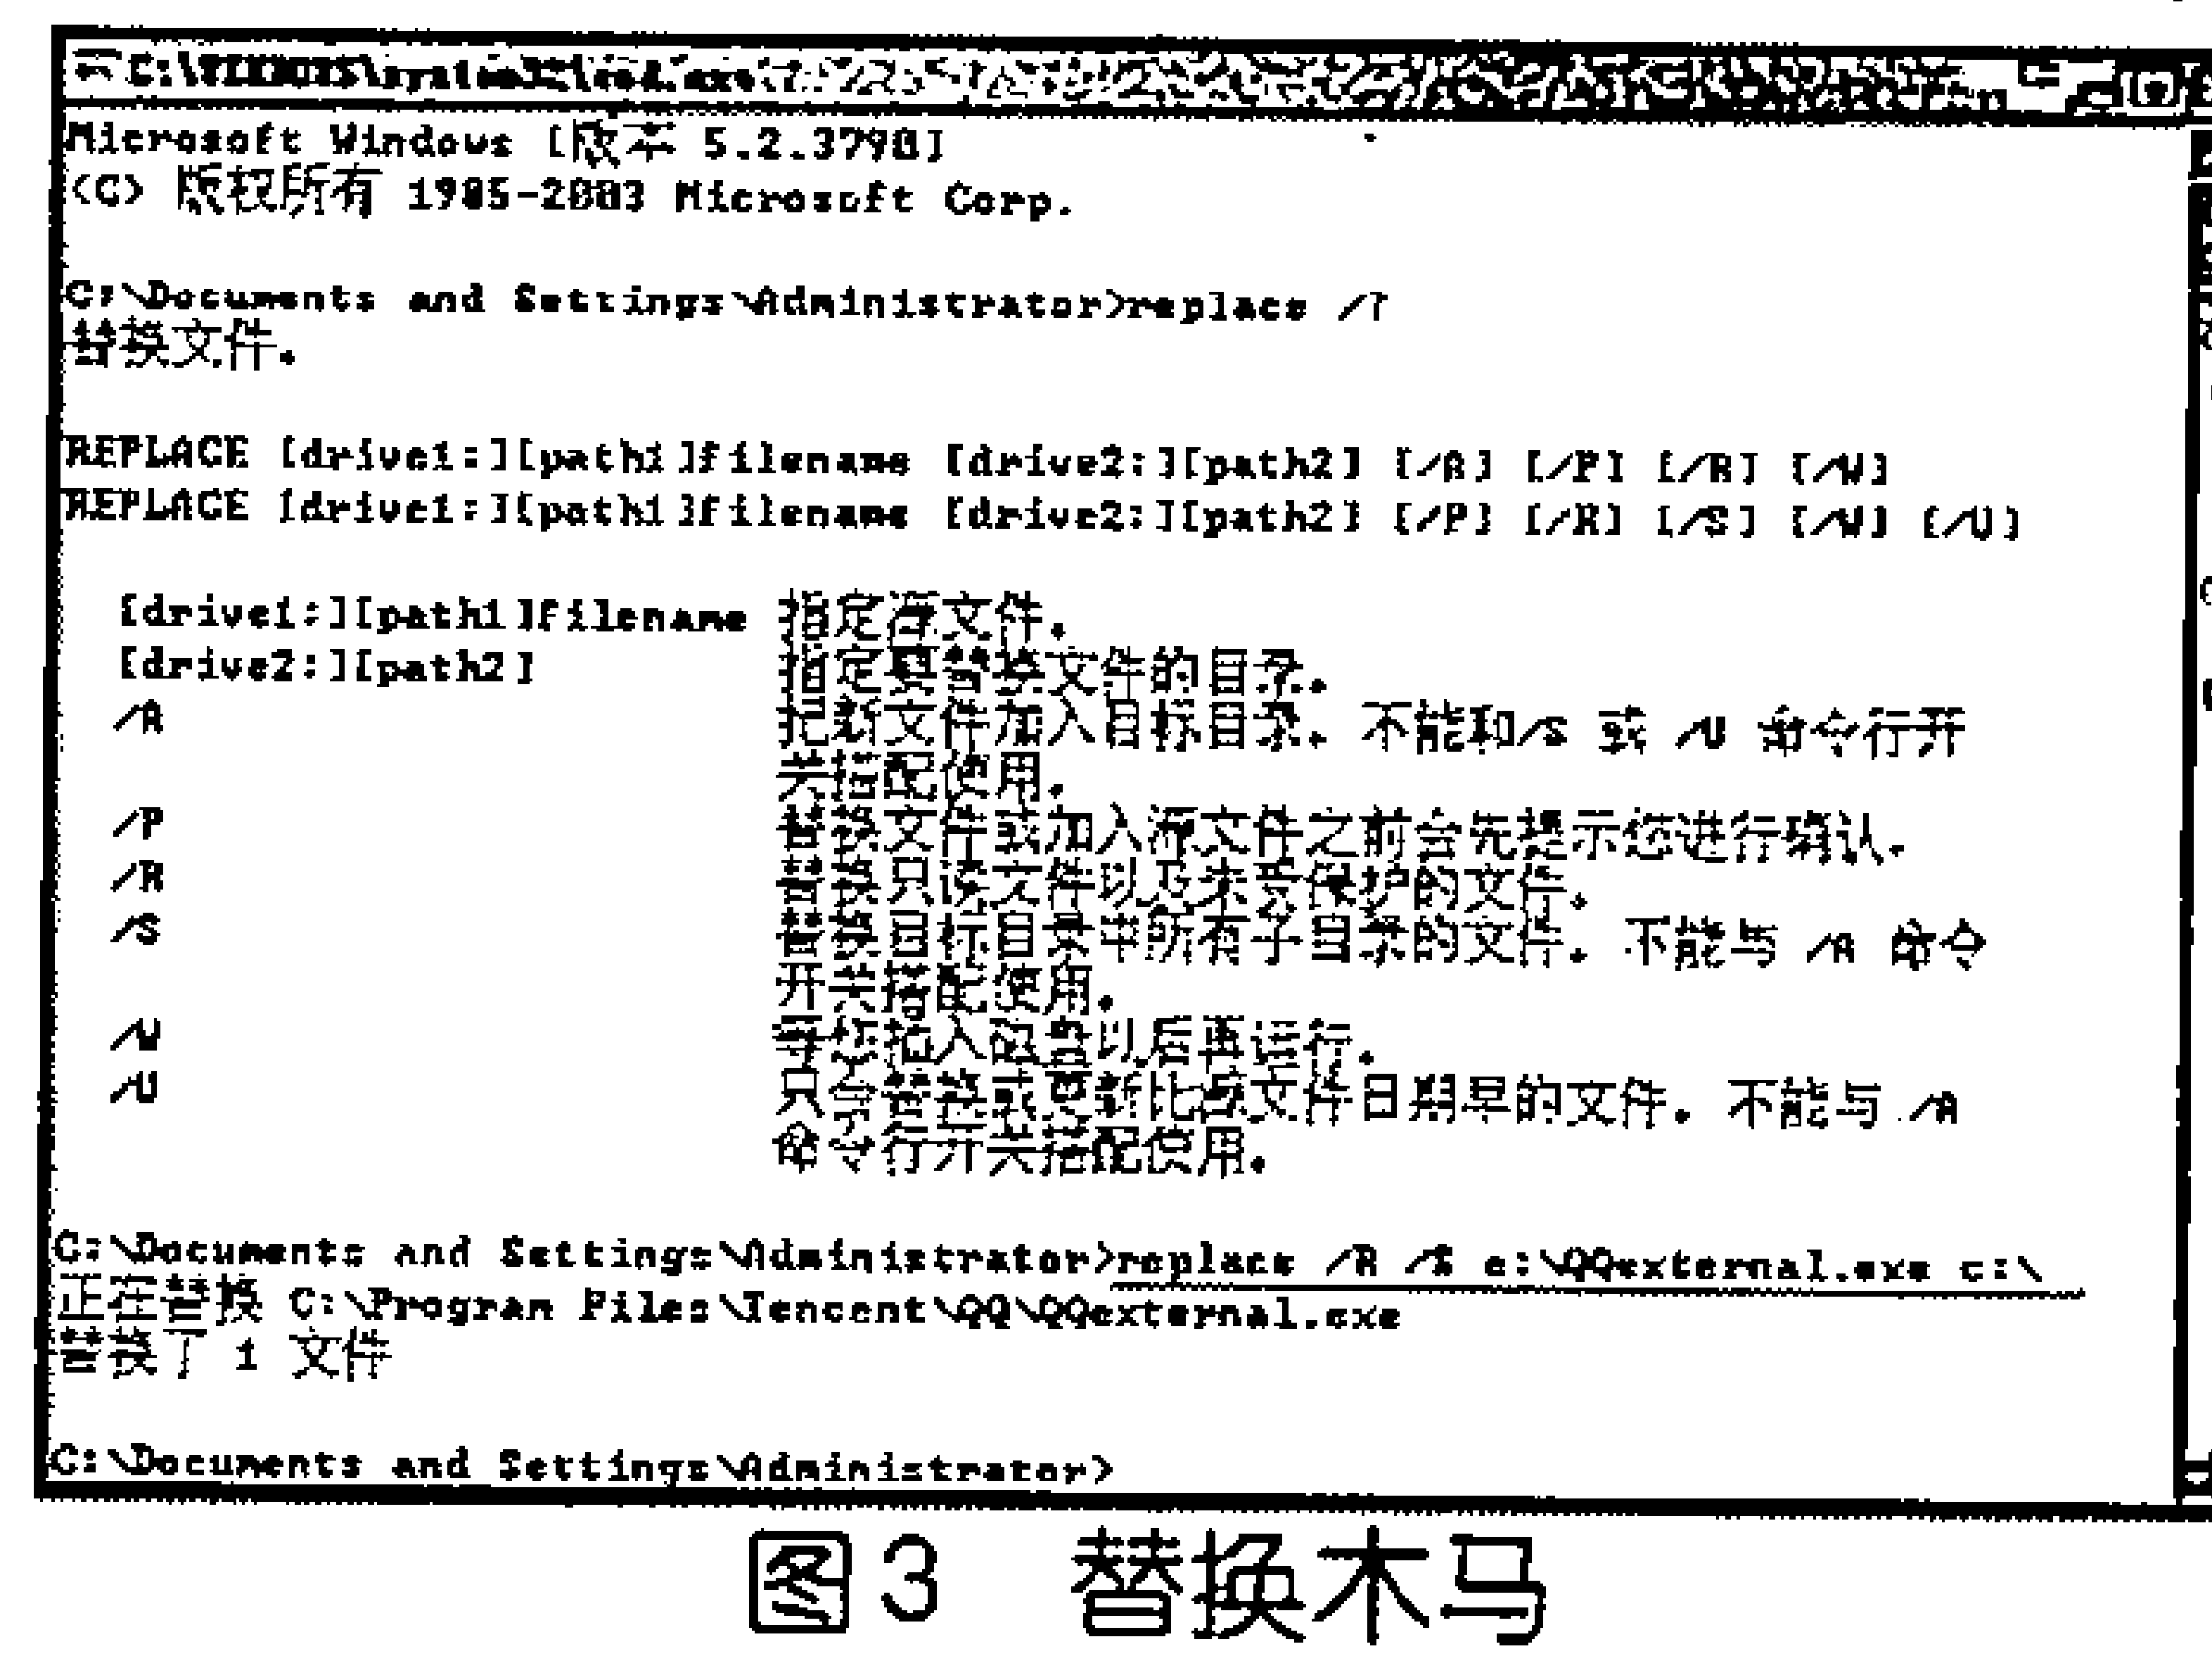 C:\WINDOWS\system32\cmd.exe
Microsoft Windows [版本 5.2.3790]
(C) 版权所有 1985-2003 Microsoft Corp.
C:\Documents and Settings\Administrator>replace /?
替换文件。
REPLACE [drive1:][path1]filename [drive2:][path2] [/A] [/P] [/R] [/W]
REPLACE [drive1:][path1]filename [drive2:][path2] [/P] [/R] [/S] [/W] [/U]
[drive1:][path1]filename 指定源文件。
[drive2:][path2] 指定要替换文件的目录。
/A 把新文件加入目标目录。不能和/S 或 /U 命令行开
关搭配使用。
/P 替换文件或加入源文件之前会先提示您进行确认。
/R 替换只读文件以及未受保护的文件。
/S 替换目标目录中所有子目录的文件。不能与 /A 命令
开关搭配使用。
/W 等您插入磁盘以后再运行。
/U 只会替换或更新比源文件日期早的文件。不能与 /A
命令行开关搭配使用。
C:\Documents and Settings\Administrator>replace /R /S e:\QQexternal.exe c:\
正在替换 C:\Program Files\Tencent\QQ\QQexternal.exe
替换了 1 文件
C:\Documents and Settings\Administrator>
图3 替换木马